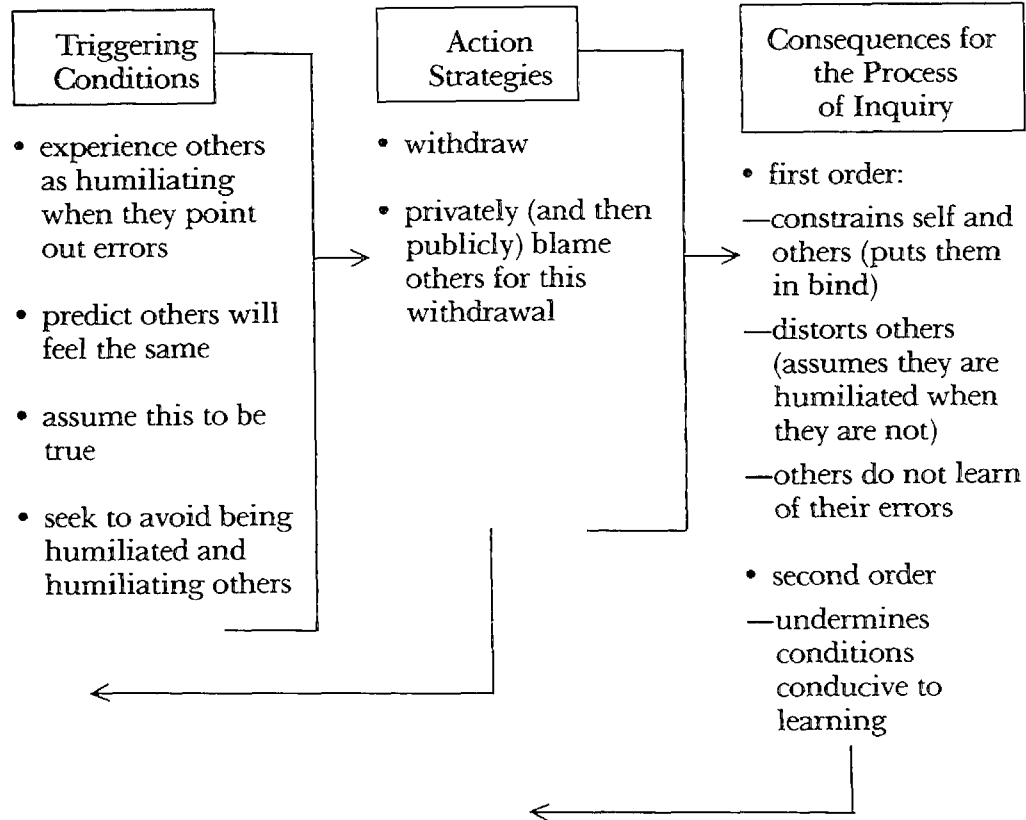 Triggering
Conditions
• experience others
as humiliating
when they point
out errors
• predict others will
feel the same
• assume this to be
true
• seek to avoid being
humiliated and
humiliating others
Action
Strategies
• withdraw
• privately (and then
publicly) blame
others for this
withdrawal
Consequences for
the Process
of Inquiry
• first order:
—constrains self and
others (puts them
in bind)
—distorts others
(assumes they are
humiliated when
they are not)
—others do not learn
of their errors
• second order
—undermines
conditions
conducive to
learning